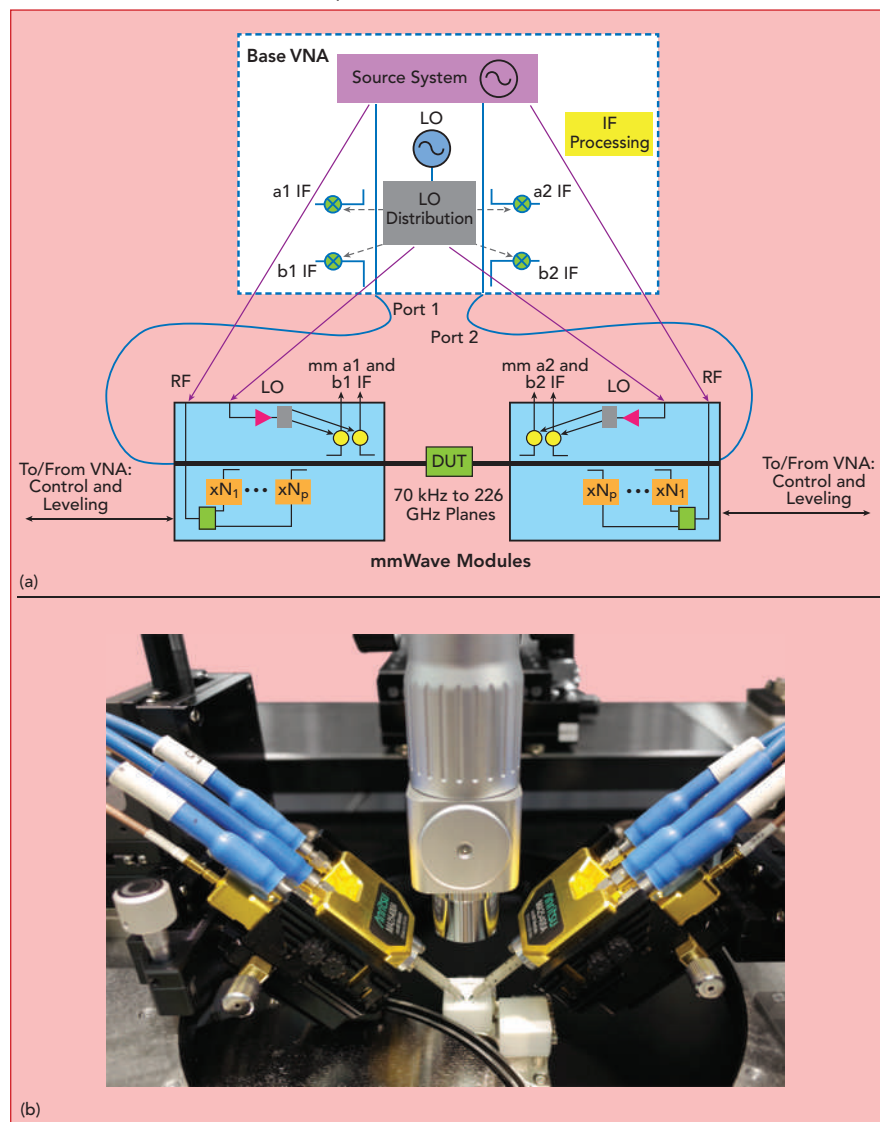 Base VNA
Source System
LO
IF
Processing
a1 IF
a2 IF
LO
Distribution
b1 IF
b2 IF
Port 1
Port 2
mm a1 and
b1 IF
mm a2 and
b2 IF
RF
LO
LO
RF
DUT
To/From VNA:
Control and
Leveling
xN1
•••
xNp
70 kHz to 226
GHz Planes
xNp
•••
xN1
To/From VNA:
Control and
Leveling
mmWave Modules
(a)
Anritsu
Anritsu
(b)